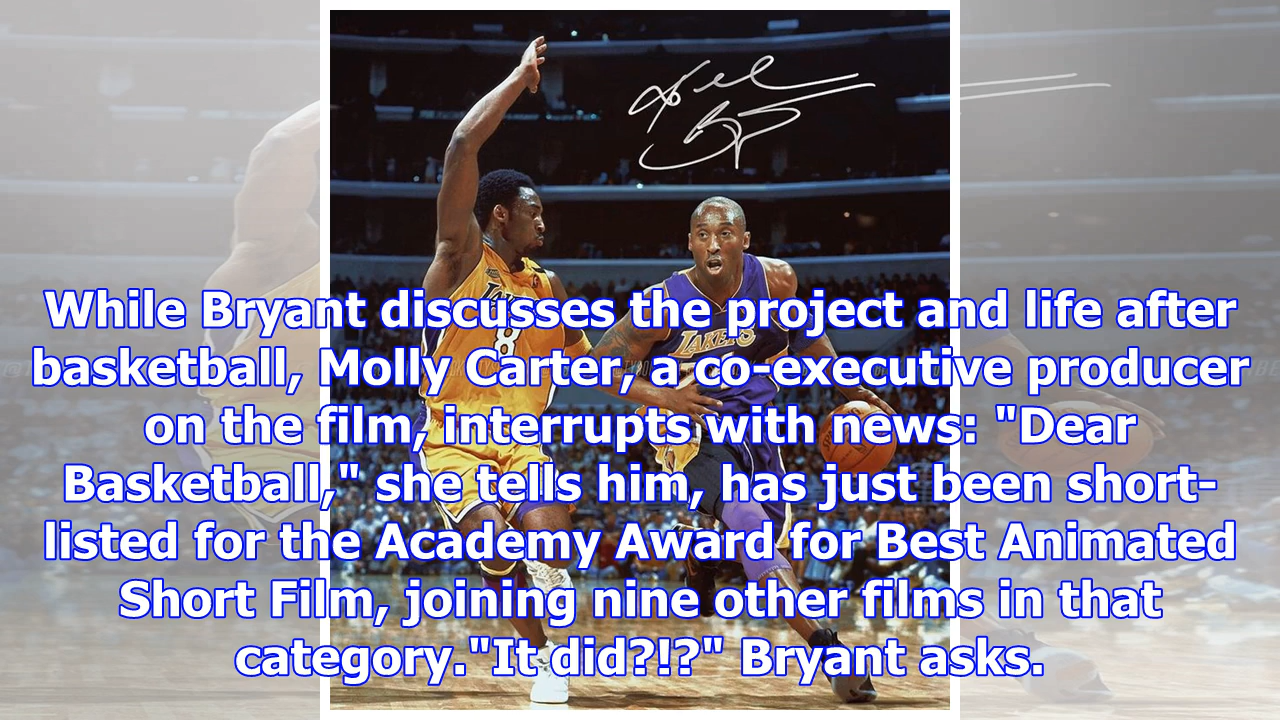 While Bryant discusses the project and life after
basketball, Molly Carter, a co-executive producer
on the film, interrupts with news: "Dear
Basketball," she tells him, has just been short-
listed for the Academy Award for Best Animated
Short Film, joining nine other films in that
category."It did?!?" Bryant asks.
LAKERS
8